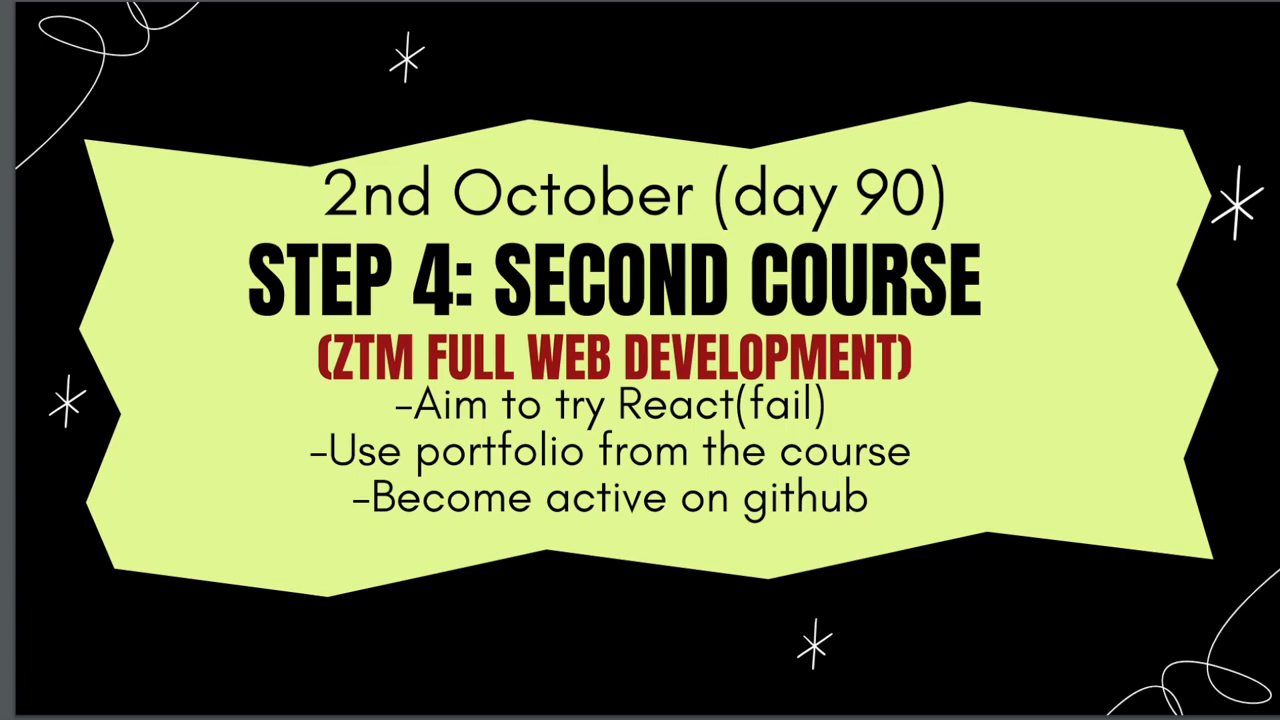 2nd October (day 90)
STEP 4: SECOND COURSE
(ZTM FULL WEB DEVELOPMENT)
-Aim to try React(fail)
-Use portfolio from the course
-Become active on github